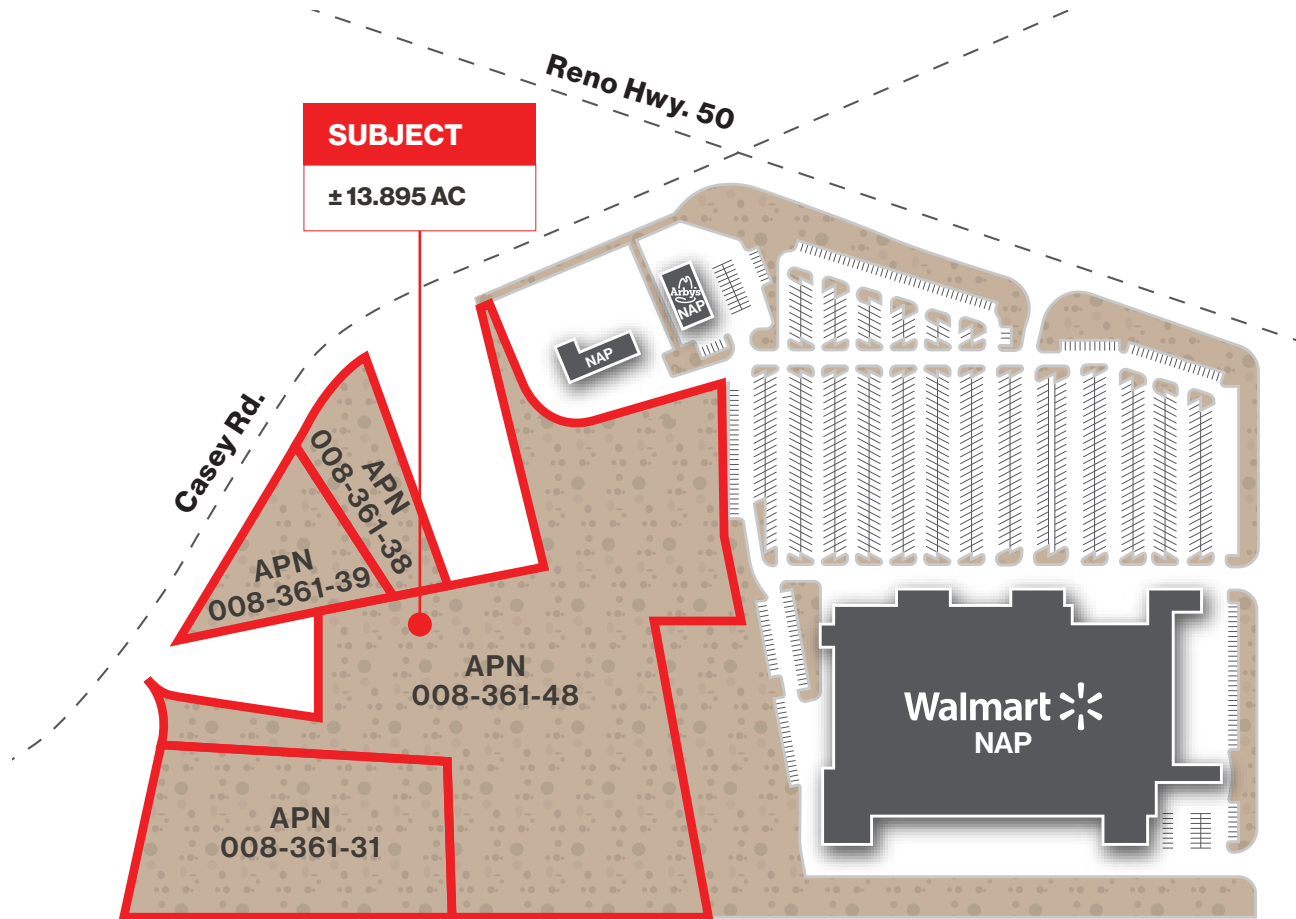 Reno Hwy. 50
SUBJECT
± 13.895 AC
Arby's
NAP
NAP
Casey Rd.
APN
008-361-38
APN
008-361-39
APN
008-361-48
Walmart
NAP
APN
008-361-31